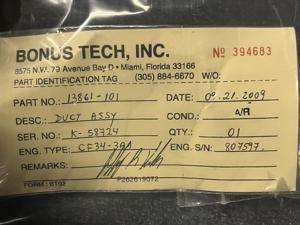 BONUS TECH, INC.
Nº 394683
8575 N.W. 79 Avenue Bay D • Miami, Florida 33166
PART IDENTIFICATION TAG (305) 884-6670 W/O:
PART NO.: 13861-101 DATE: 09.21.2009
DESC.: DUCT ASSY COND.: A/R
SER. NO.: K-58724 QTY.: 01
ENG. TYPE: CF34-3A1 ENG. S/N: 807597.
REMARKS:
FORM: BT02 P262619072